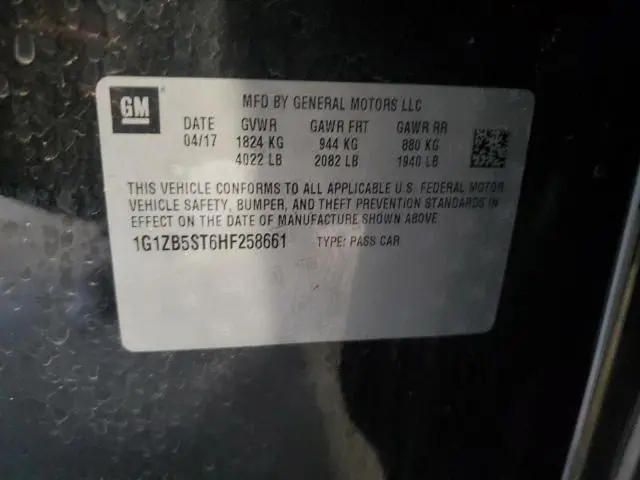 GM ®
MFD BY GENERAL MOTORS LLC
DATE GVWR GAWR FRT GAWR RR
04/17 1824 KG 944 KG 880 KG
4022 LB 2082 LB 1940 LB
THIS VEHICLE CONFORMS TO ALL APPLICABLE U.S. FEDERAL MOTOR
VEHICLE SAFETY, BUMPER, AND THEFT PREVENTION STANDARDS IN
EFFECT ON THE DATE OF MANUFACTURE SHOWN ABOVE.
1G1ZB5ST6HF258661 TYPE: PASS CAR